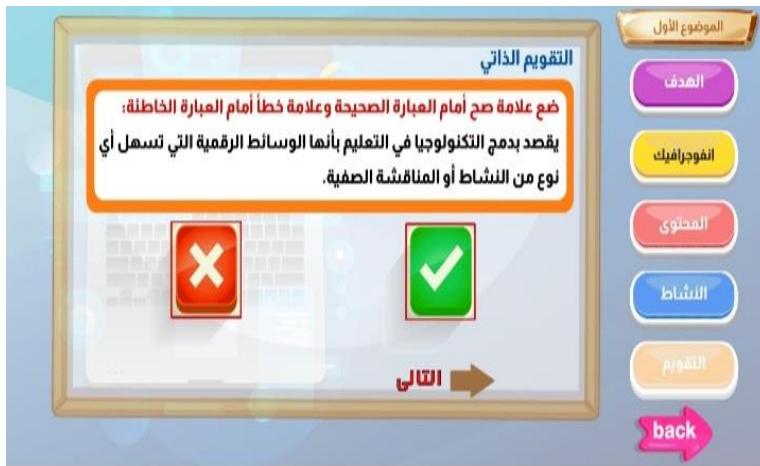 الموضوع الأول
التقويم الذاتي
ضع علامة صح أمام العبارة الصحيحة وعلامة خطأ أمام العبارة الخاطئة:
يقصد بدمج التكنولوجيا في التعليم بأنها الوسائط الرقمية التي تسهل أي
نوع من النشاط أو المناقشة الصفية.
التالى
الهدف
انفوجرافيك
المحتوى
النشاط
التقويم
back